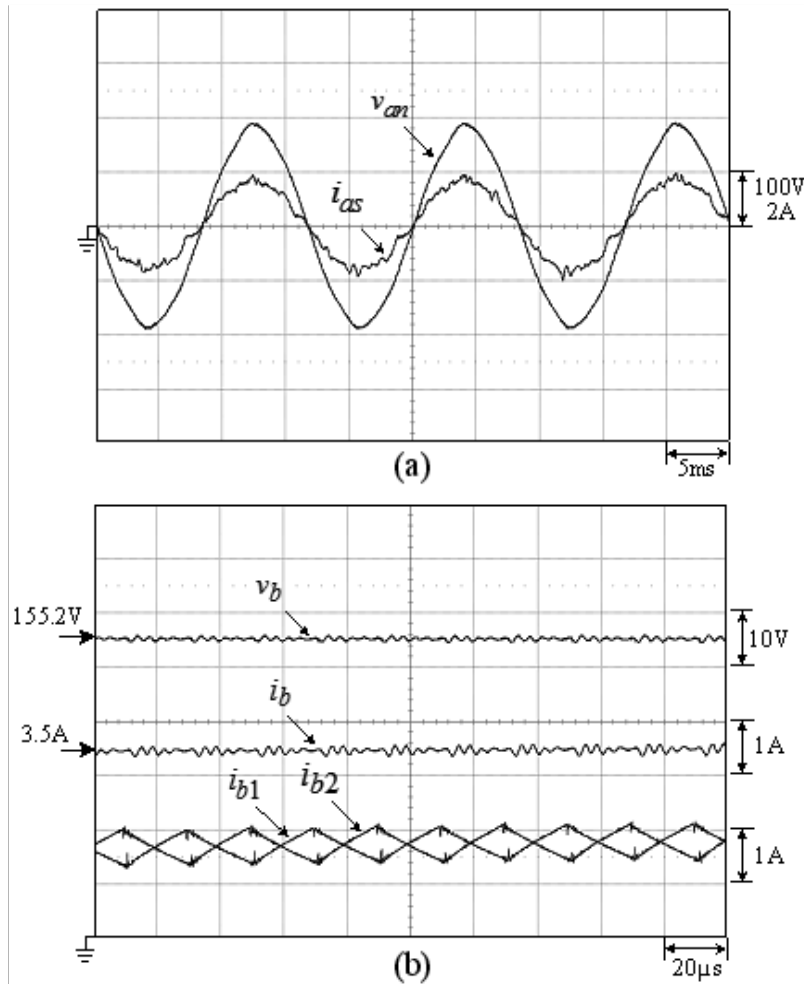 v_an
i_as
100V
2A
(a)
5ms
v_b
155.2V
10V
i_b
3.5A
1A
i_b1
i_b2
1A
(b)
20µs